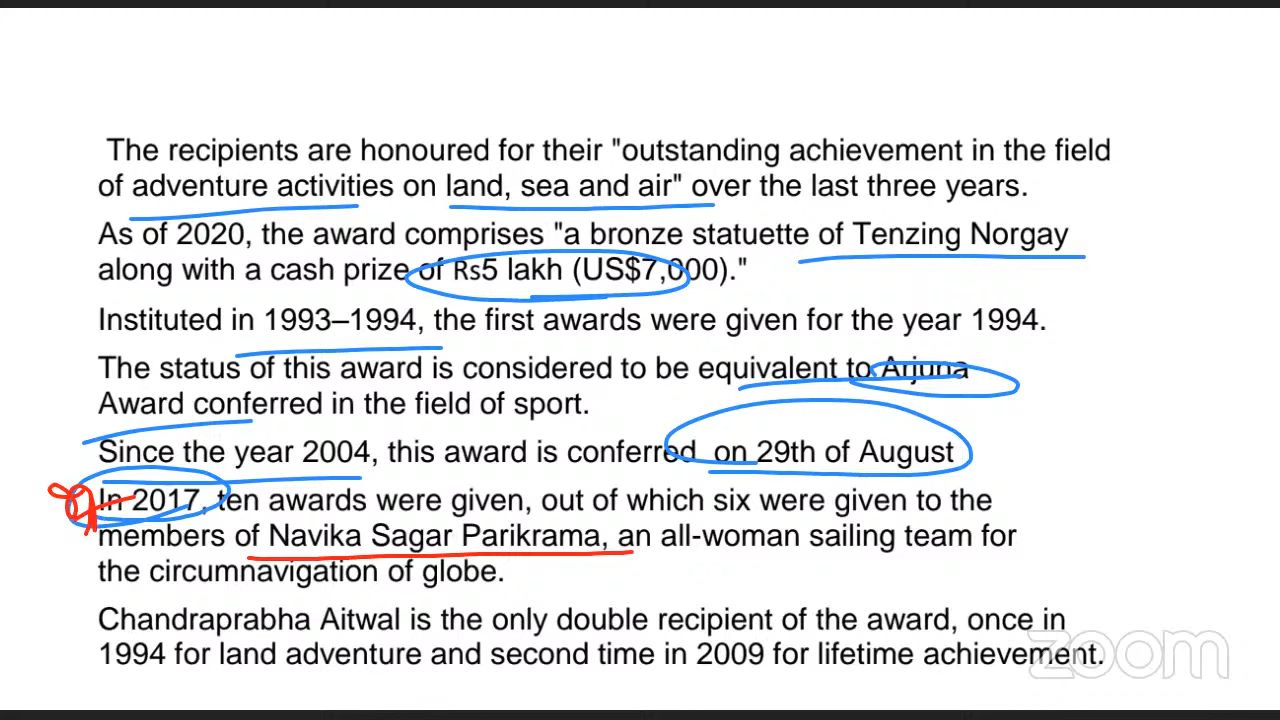 The recipients are honoured for their "outstanding achievement in the field
of adventure activities on land, sea and air" over the last three years.
As of 2020, the award comprises "a bronze statuette of Tenzing Norgay
along with a cash prize of Rs5 lakh (US$7,000)."
Instituted in 1993–1994, the first awards were given for the year 1994.
The status of this award is considered to be equivalent to Arjuna
Award conferred in the field of sport.
Since the year 2004, this award is conferred on 29th of August
In 2017, ten awards were given, out of which six were given to the
members of Navika Sagar Parikrama, an all-woman sailing team for
the circumnavigation of globe.
Chandraprabha Aitwal is the only double recipient of the award, once in
1994 for land adventure and second time in 2009 for lifetime achievement.
zoom